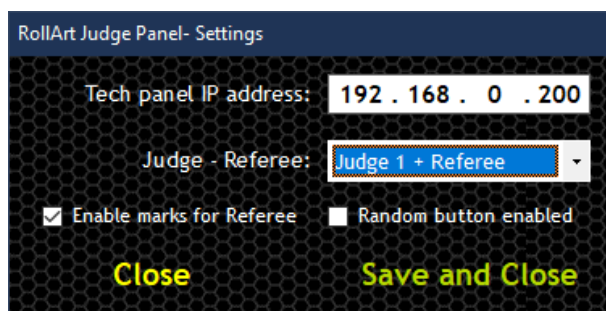 RollArt Judge Panel- Settings
Tech panel IP address: 192 . 168 . 0 . 200
Judge - Referee: Judge 1 + Referee
Enable marks for Referee Random button enabled
Close Save and Close